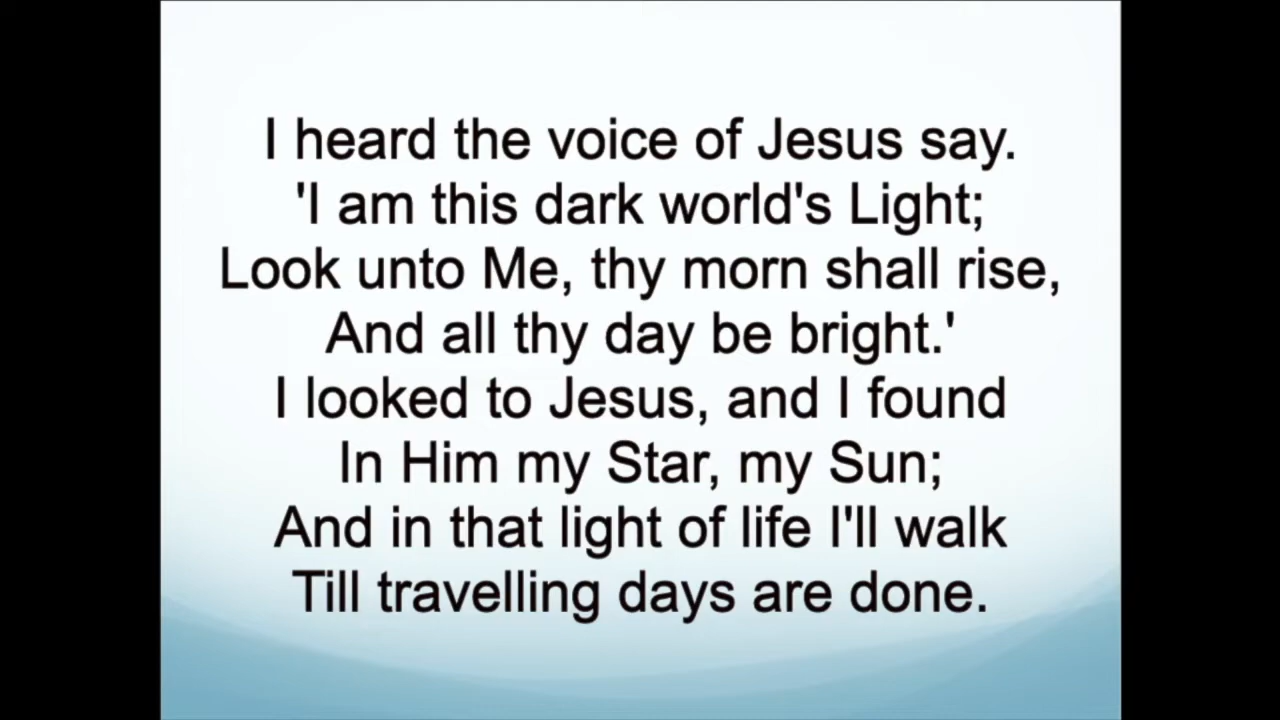 I heard the voice of Jesus say.
'I am this dark world's Light;
Look unto Me, thy morn shall rise,
And all thy day be bright.'
I looked to Jesus, and I found
In Him my Star, my Sun;
And in that light of life I'll walk
Till travelling days are done.